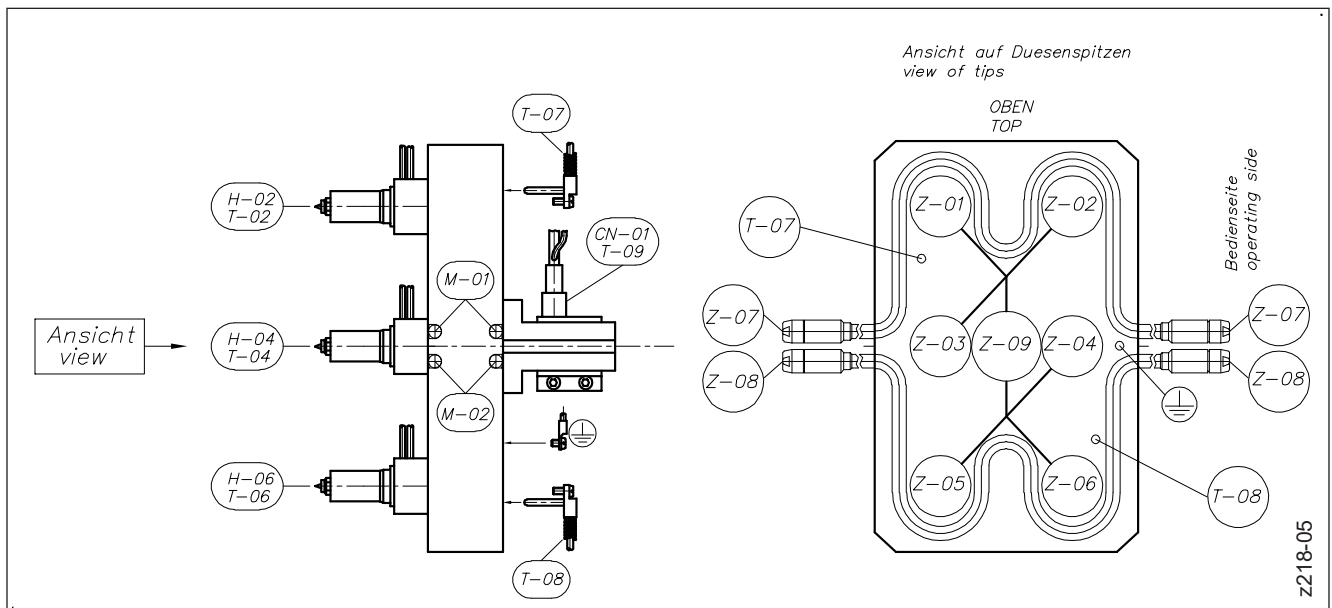 Ansicht auf Duesenspitzen
view of tips
OBEN
TOP
Bedienseite
operating side
T-07
H-02
T-02
CN-01
T-09
M-01
Ansicht
view
H-04
T-04
M-02
H-06
T-06
T-08
Z-01
Z-02
T-07
Z-07
Z-08
Z-03
Z-09
Z-04
Z-07
Z-08
Z-05
Z-06
T-08
z218-05